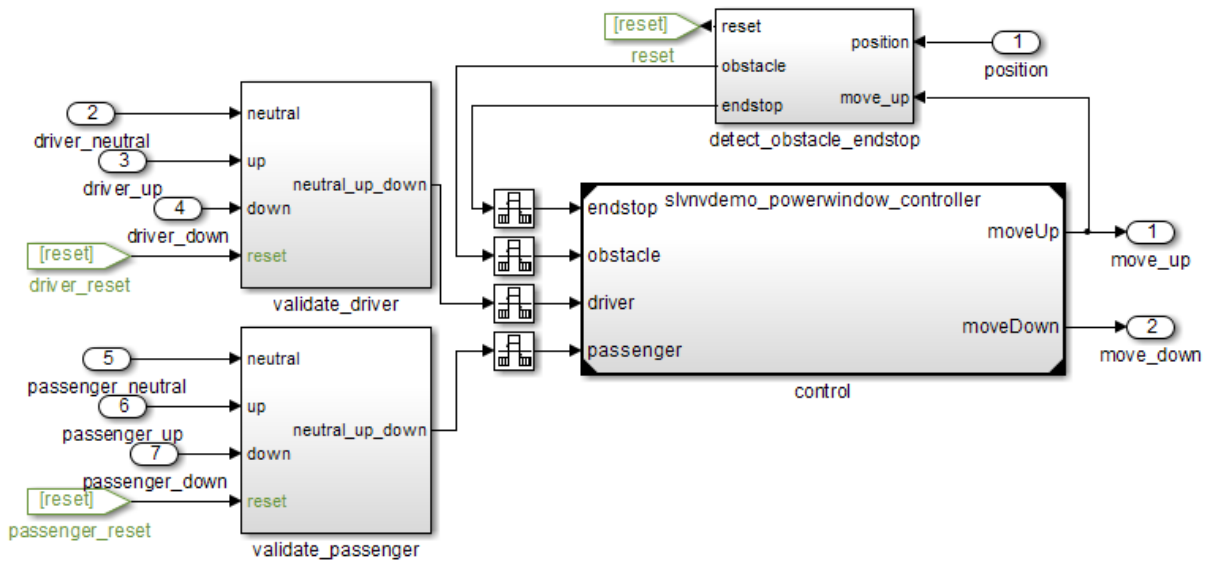 [reset]
reset
reset
obstacle
endstop
position
move_up
detect_obstacle_endstop
1
position
2
driver_neutral
3
driver_up
4
driver_down
[reset]
driver_reset
neutral
up
down
reset
neutral_up_down
validate_driver
5
passenger_neutral
6
passenger_up
7
passenger_down
[reset]
passenger_reset
neutral
up
down
reset
neutral_up_down
validate_passenger
slvnvdemo_powerwindow_controller
endstop
obstacle
driver
passenger
moveUp
moveDown
control
1
move_up
2
move_down